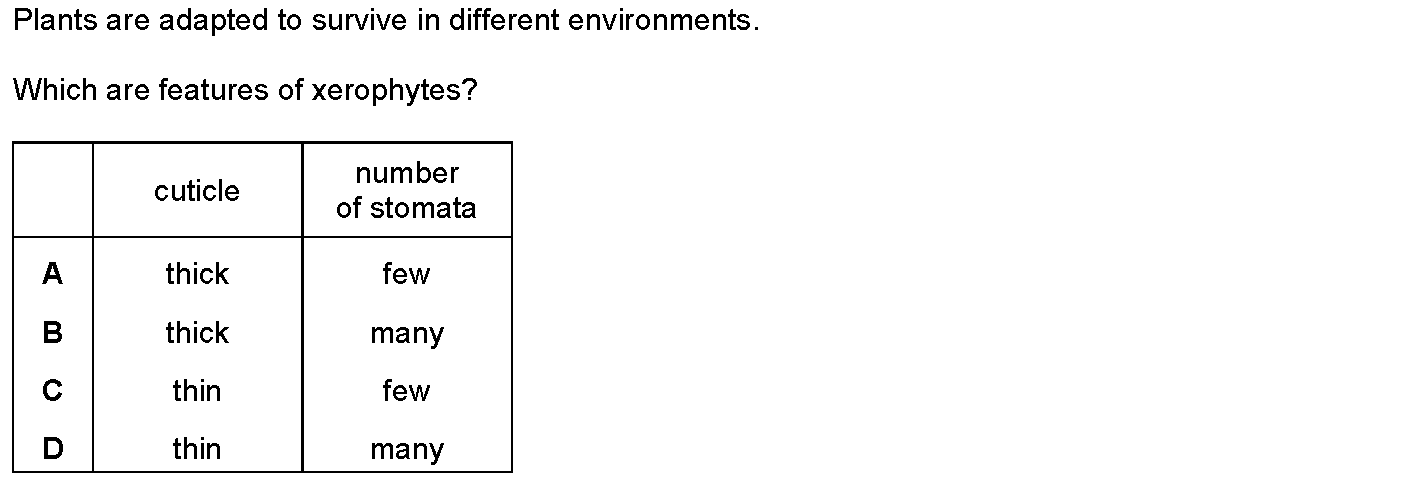 Plants are adapted to survive in different environments.
Which are features of xerophytes?
cuticle
number
of stomata
A thick few
B thick many
C thin few
D thin many